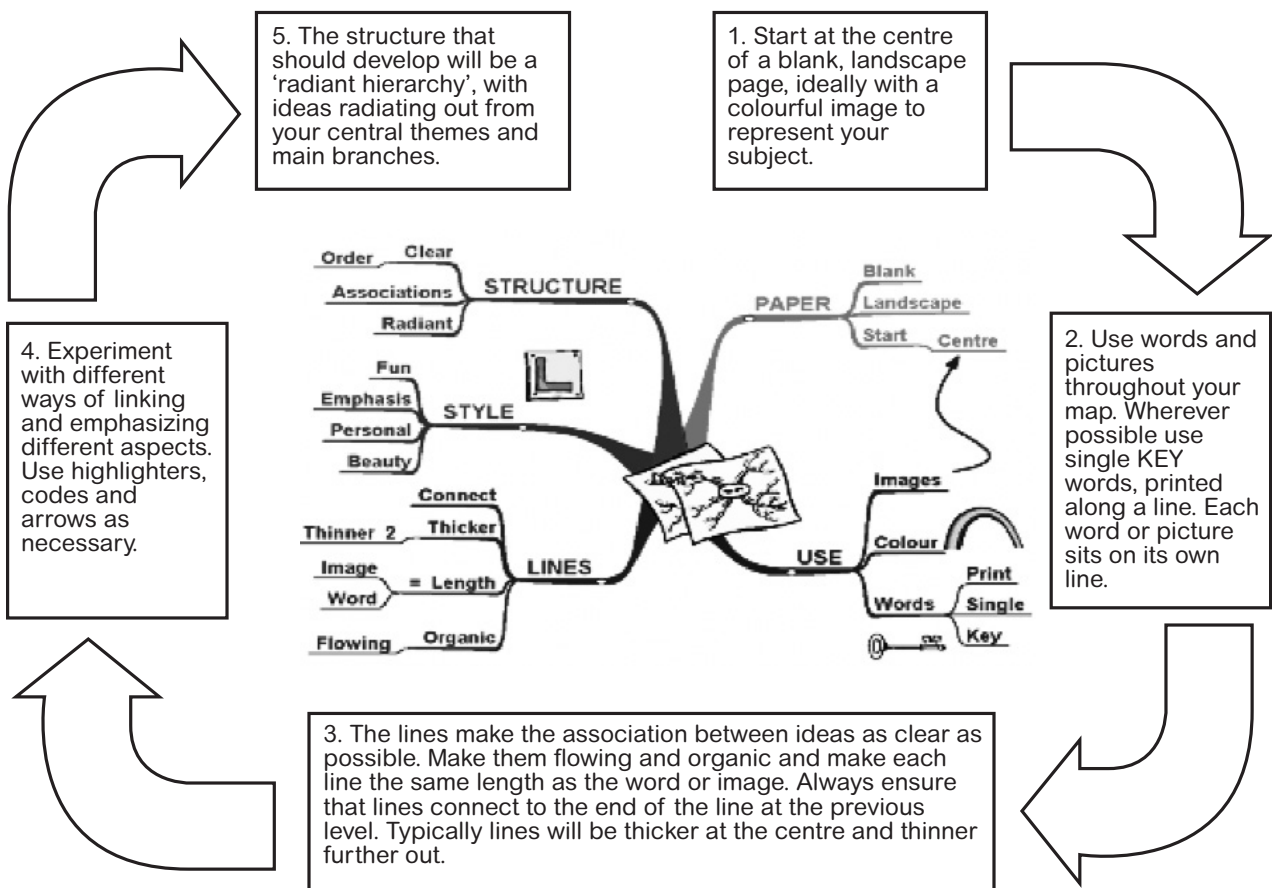 1. Start at the centre
of a blank, landscape
page, ideally with a
colourful image to
represent your
subject.
2. Use words and
pictures
throughout your
map. Wherever
possible use
single KEY
words, printed
along a line. Each
word or picture
sits on its own
line.
3. The lines make the association between ideas as clear as
possible. Make them flowing and organic and make each
line the same length as the word or image. Always ensure
that lines connect to the end of the line at the previous
level. Typically lines will be thicker at the centre and thinner
further out.
4. Experiment
with different
ways of linking
and emphasizing
different aspects.
Use highlighters,
codes and
arrows as
necessary.
5. The structure that
should develop will be a
‘radiant hierarchy’, with
ideas radiating out from
your central themes and
main branches.
STRUCTURE
Clear
Order
Associations
Radiant
STYLE
Fun
Emphasis
Personal
Beauty
LINES
Connect
Thicker
Thinner 2
= Length
Image
Word
Organic
Flowing
PAPER
Blank
Landscape
Start
Centre
USE
Images
Colour
Words
Print
Single
Key
L